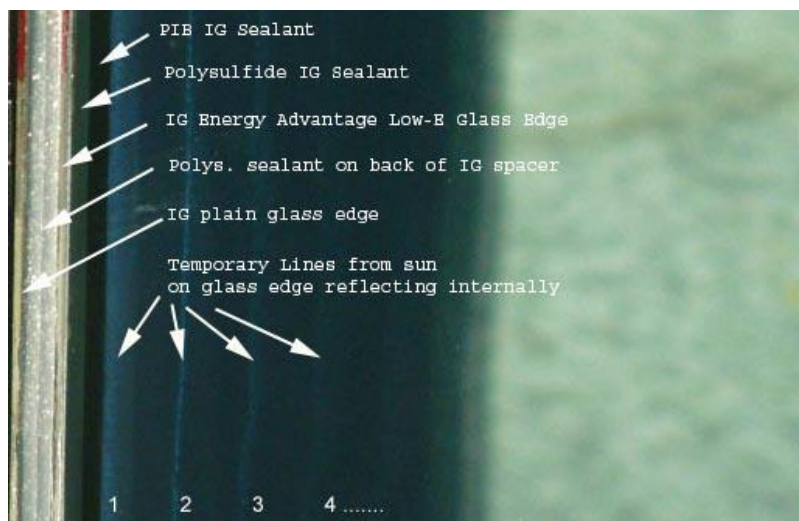 PIB IG Sealant
Polysulfide IG Sealant
IG Energy Advantage Low-E Glass Edge
Polys. sealant on back of IG spacer
IG plain glass edge
Temporary Lines from sun
on glass edge reflecting internally
1 2 3 4 .......